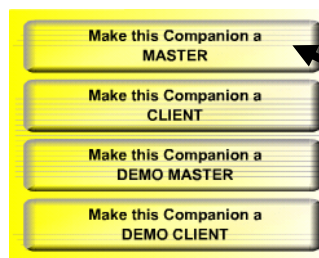 Make this Companion a
MASTER
Make this Companion a
CLIENT
Make this Companion a
DEMO MASTER
Make this Companion a
DEMO CLIENT